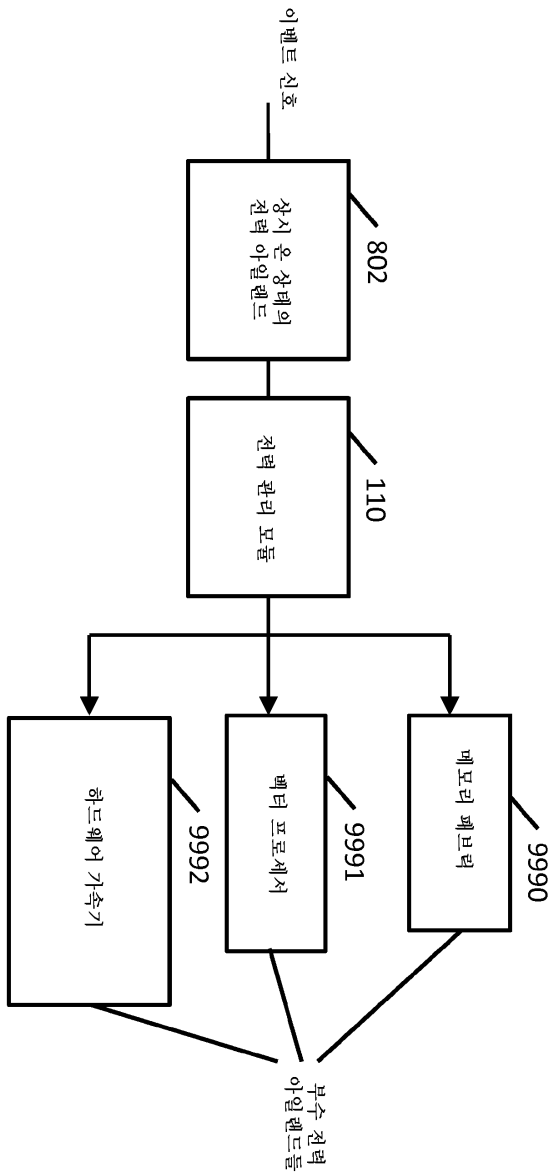 이벤트 신호
802
상시 온 상태의
전력 아일랜드
110
전력 관리 모듈
9990
메모리 패브릭
9991
벡터 프로세서
9992
하드웨어 가속기
부수 전력
아일랜드들